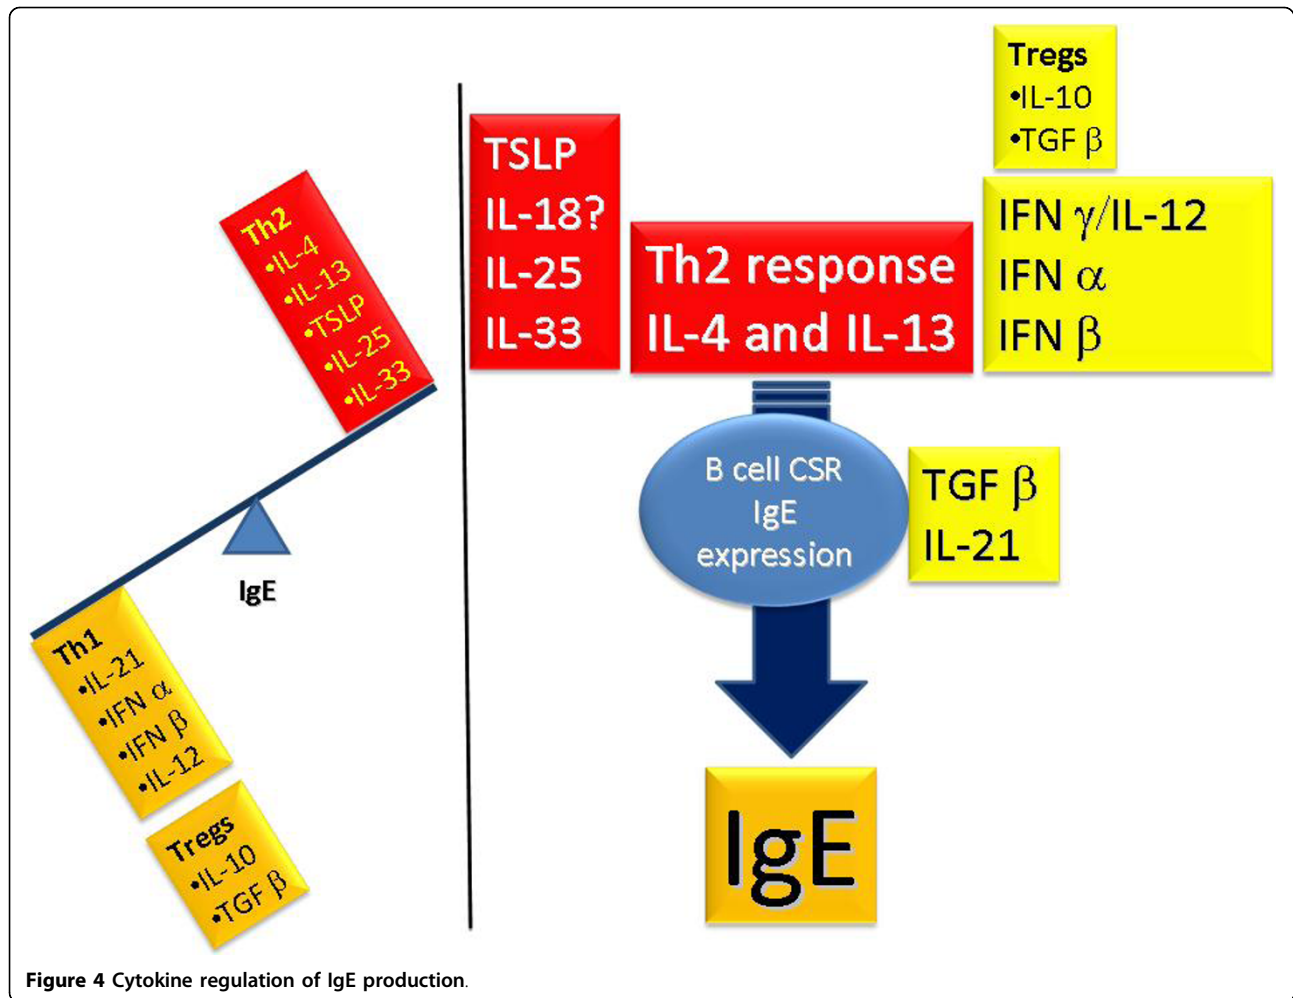 Th2
•IL-4
•IL-13
•TSLP
•IL-25
•IL-33
IgE
Th1
•IL-21
•IFN α
•IFN β
•IL-12
Tregs
•IL-10
•TGF β
TSLP
IL-18?
IL-25
IL-33
Th2 response
IL-4 and IL-13
Tregs
•IL-10
•TGF β
IFN γ/IL-12
IFN α
IFN β
B cell CSR
IgE
expression
TGF β
IL-21
IgE
Figure 4 Cytokine regulation of IgE production.